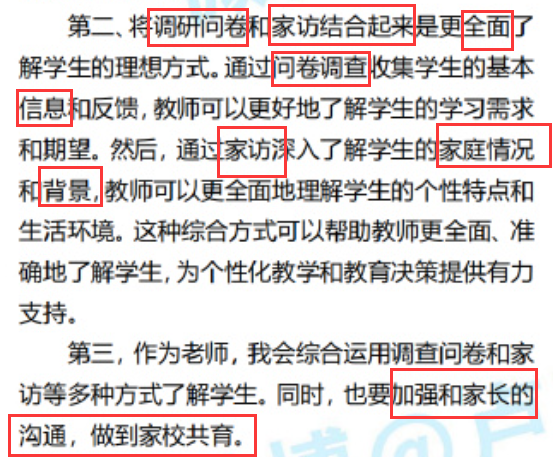 第二、将调研问卷和家访结合起来是更全面了
解学生的理想方式。通过问卷调查收集学生的基本
信息和反馈，教师可以更好地了解学生的学习需求
和期望。然后，通过家访深入了解学生的家庭情况
和背景，教师可以更全面地理解学生的个性特点和
生活环境。这种综合方式可以帮助教师更全面、准
确地了解学生，为个性化教学和教育决策提供有力
支持。
第三，作为老师，我会综合运用调查问卷和家
访等多种方式了解学生。同时，也要加强和家长的
沟通，做到家校共育。